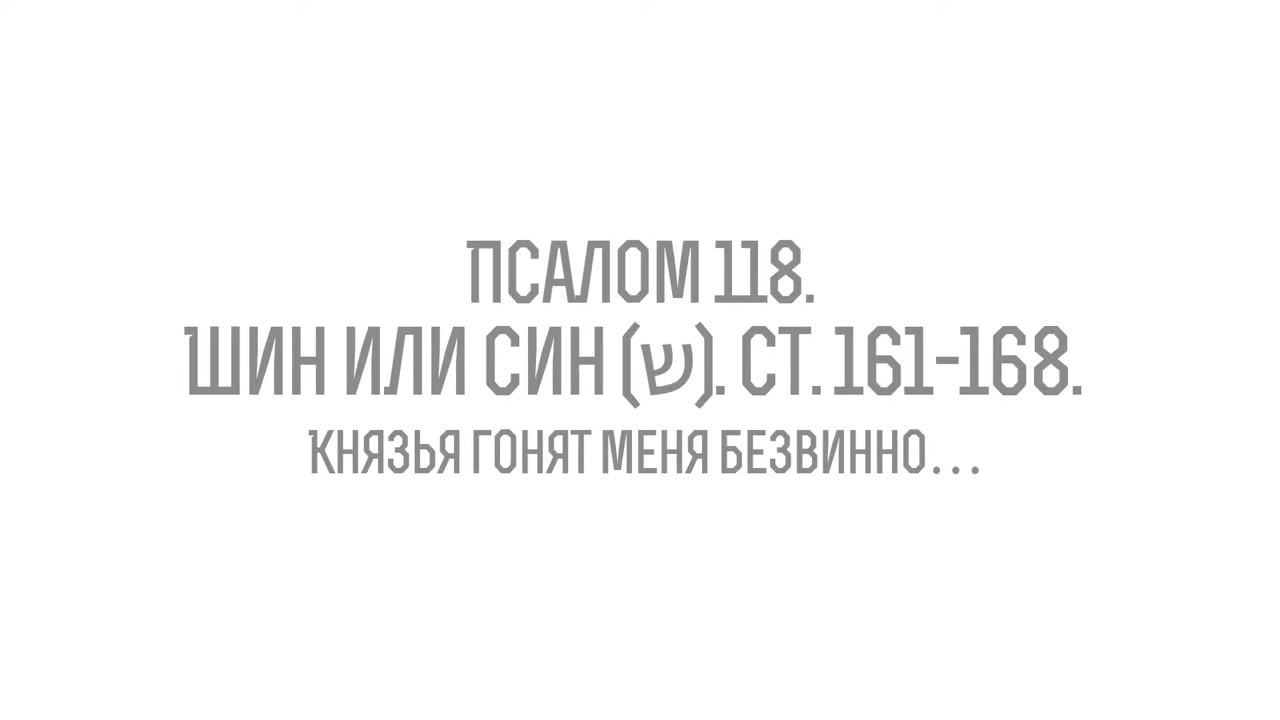 ПСАЛОМ 118.
ШИН ИЛИ СИН (ש). СТ. 161-168.
КНЯЗЬЯ ГОНЯТ МЕНЯ БЕЗВИННО...